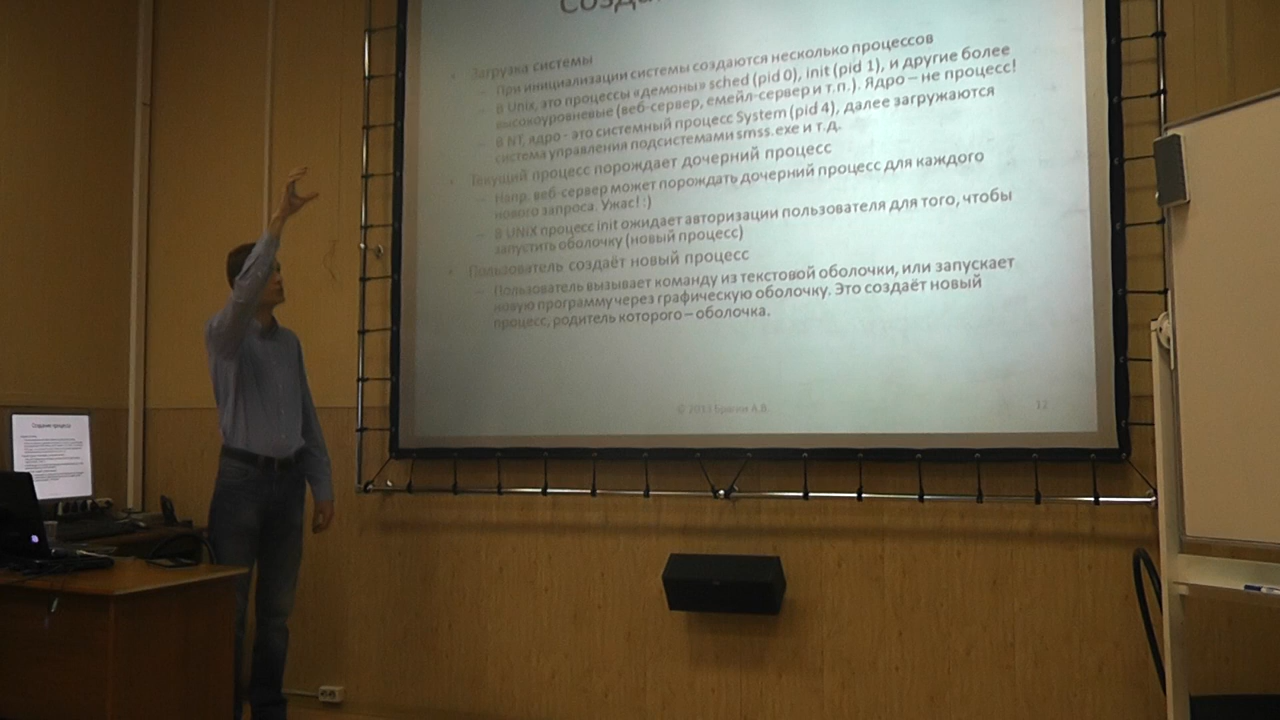 Созда
Загрузка системы
При инициализации системы создаются несколько процессов
В Unix, это процессы «демоны» sched (pid 0), init (pid 1), и другие более
высокоуровневые (веб-сервер, емейл-сервер и т.п.). Ядро – не процесс!
В NT, ядро - это системный процесс System (pid 4), далее загружаются
система управления подсистемами smss.exe и т.д.
Текущий процесс порождает дочерний процесс
Напр. веб-сервер может порождать дочерний процесс для каждого
нового запроса. Ужас! :)
В UNIX процесс init ожидает авторизации пользователя для того, чтобы
запустить оболочку (новый процесс)
Пользователь создаёт новый процесс
Пользователь вызывает команду из текстовой оболочки, или запускает
новую программу через графическую оболочку. Это создаёт новый
процесс, родитель которого – оболочка.
12
Создание процесса